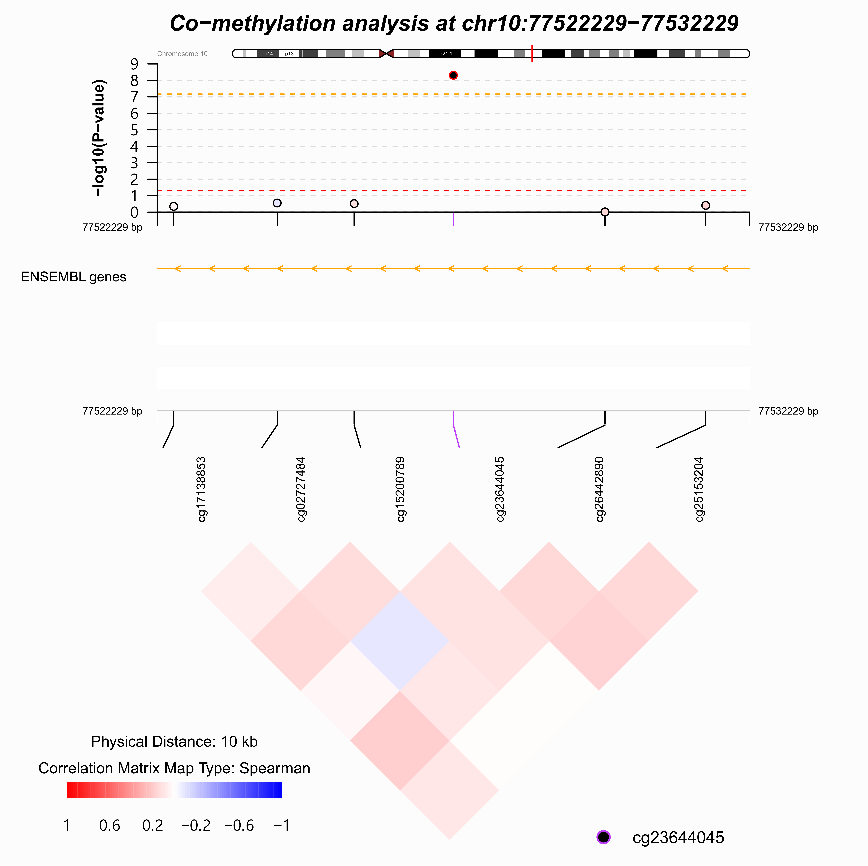 Co−methylation analysis at chr10:77522229−77532229
Chromosome 10
−log10(P−value)
9
8
7
6
5
4
3
2
1
0
77522229 bp
77532229 bp
ENSEMBL genes
77522229 bp
77532229 bp
cg17138853
cg02727484
cg15200789
cg23644045
cg26442890
cg25153204
Physical Distance: 10 kb
Correlation Matrix Map Type: Spearman
1 0.6 0.2 −0.2 −0.6 −1
cg23644045